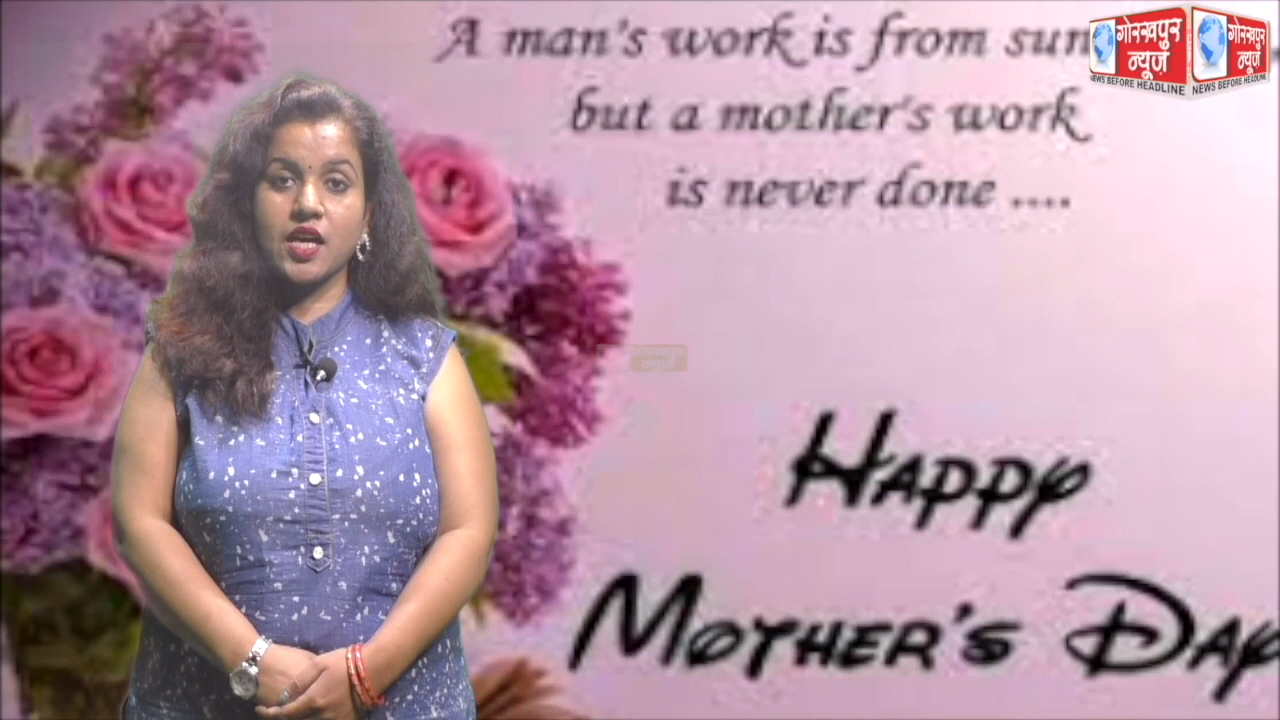 A man's work is from sun
but a mother's work
is never done ....
Happy
Mother's Day
गोरखपुर
न्यूज़
NEWS BEFORE HEADLINE
गोरखपुर
न्यूज़
NEWS BEFORE HEADLINE